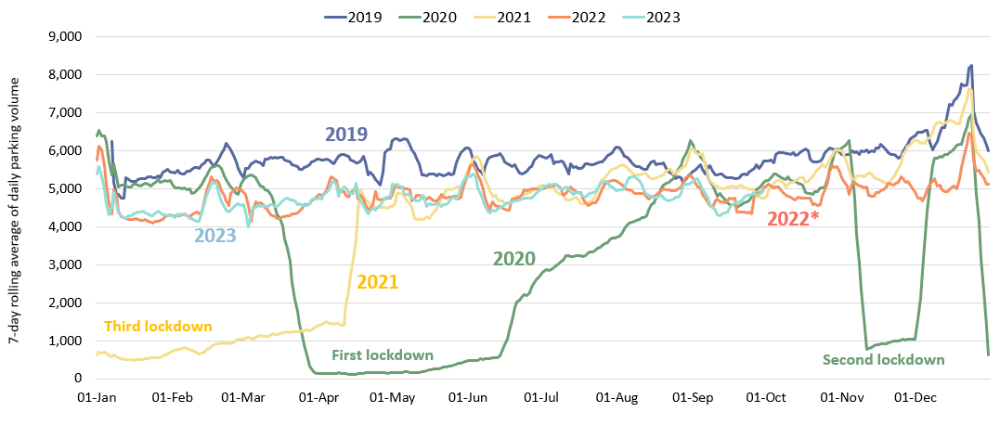 2019 2020 2021 2022 2023
7-day rolling average of daily parking volume
9,000
8,000
7,000
6,000
5,000
4,000
3,000
2,000
1,000
0
2019
2023
2022*
2020
2021
Third lockdown
First lockdown
Second lockdown
01-Jan 01-Feb 01-Mar 01-Apr 01-May 01-Jun 01-Jul 01-Aug 01-Sep 01-Oct 01-Nov 01-Dec